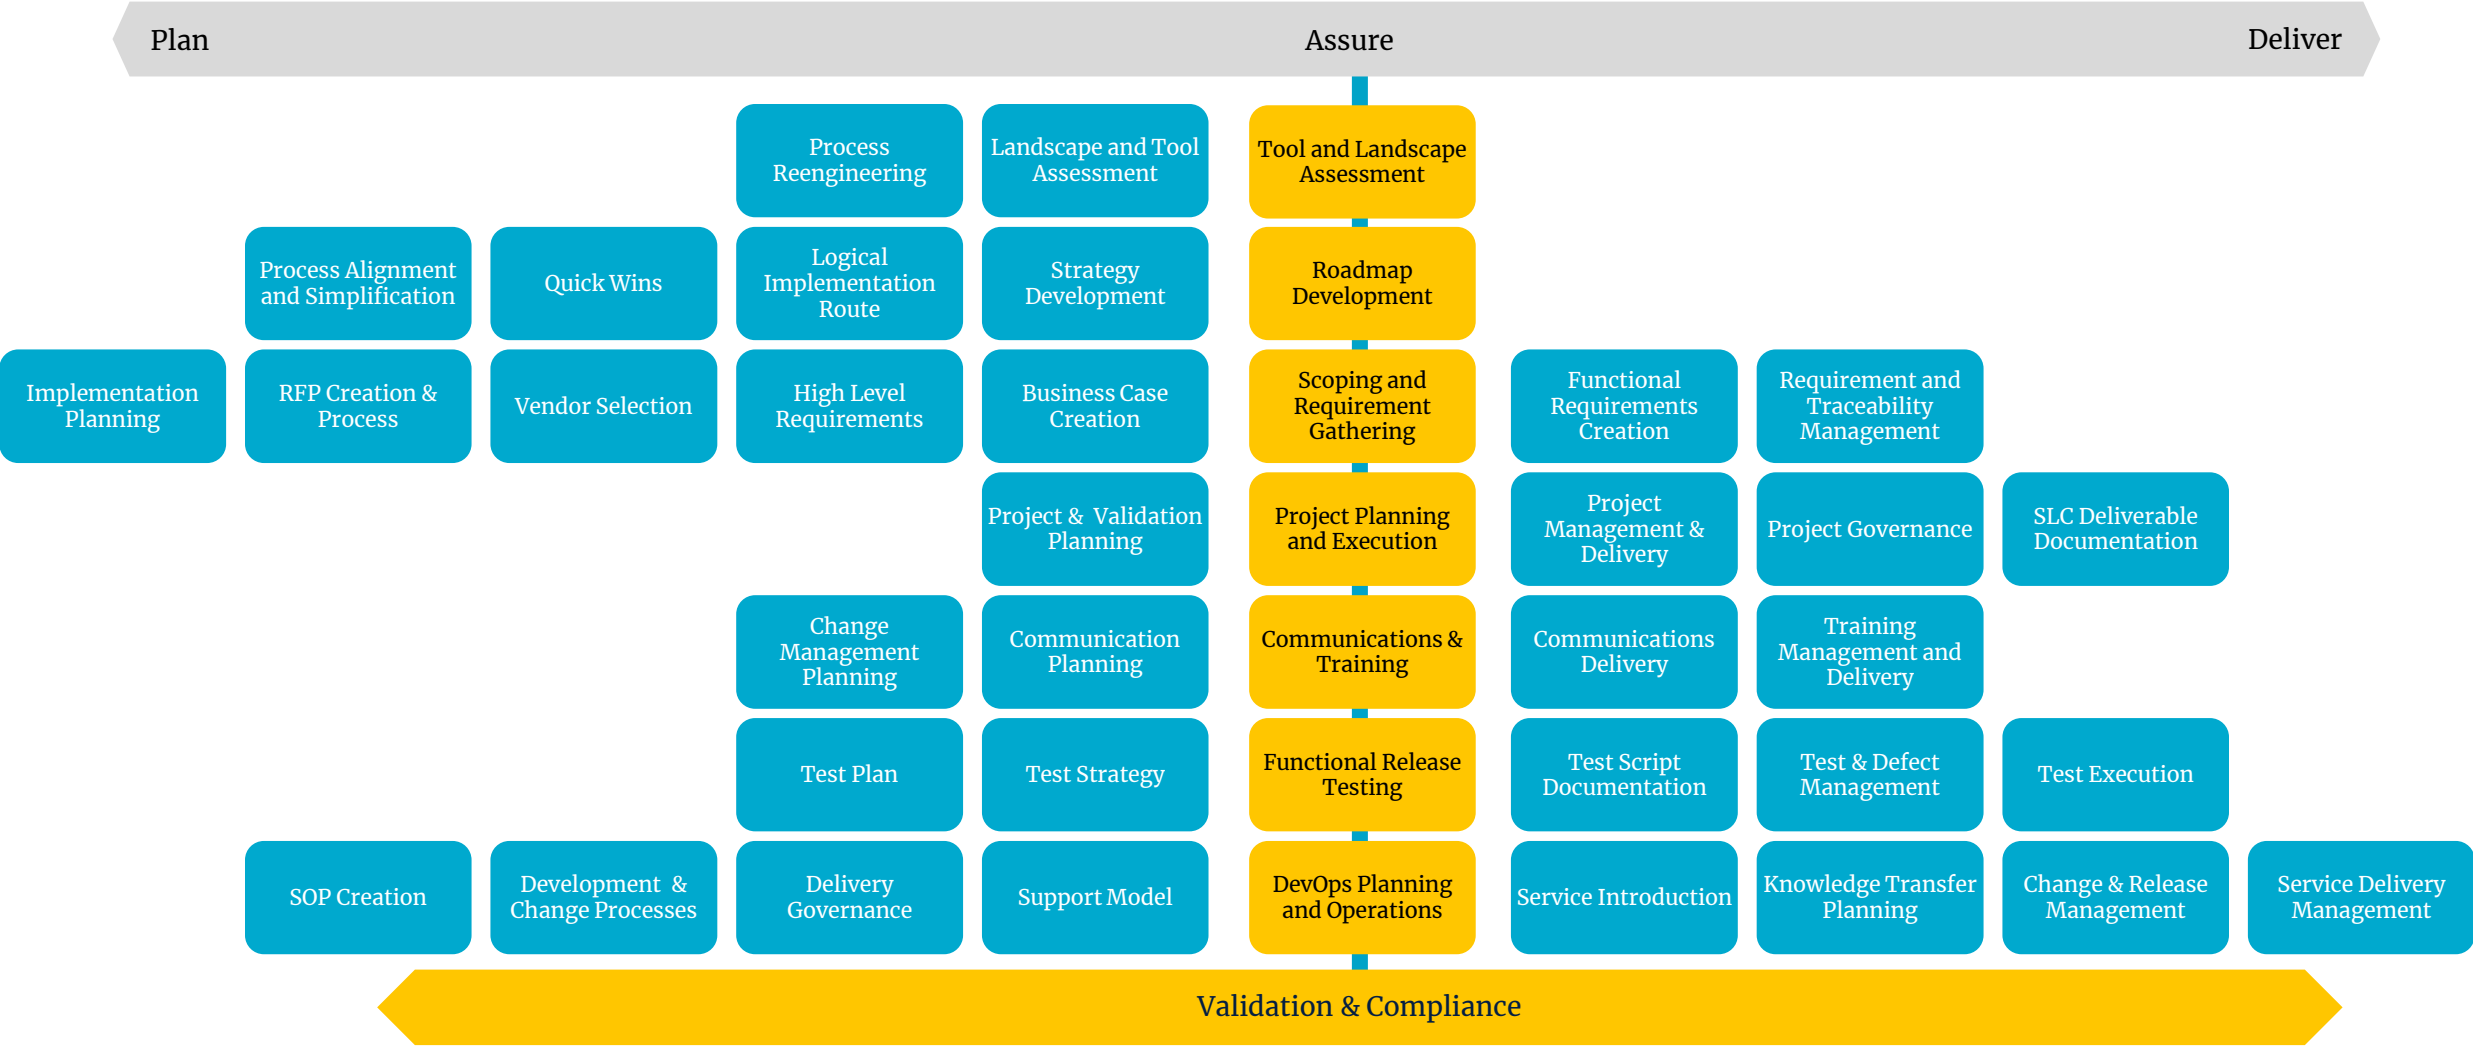 Plan
Assure
Deliver
Process
Reengineering
Landscape and Tool
Assessment
Tool and Landscape
Assessment
Process Alignment
and Simplification
Quick Wins
Logical
Implementation
Route
Strategy
Development
Roadmap
Development
Implementation
Planning
RFP Creation &
Process
Vendor Selection
High Level
Requirements
Business Case
Creation
Scoping and
Requirement
Gathering
Functional
Requirements
Creation
Requirement and
Traceability
Management
Project & Validation
Planning
Project Planning
and Execution
Project
Management &
Delivery
Project Governance
SLC Deliverable
Documentation
Change
Management
Planning
Communication
Planning
Communications &
Training
Communications
Delivery
Training
Management and
Delivery
Test Plan
Test Strategy
Functional Release
Testing
Test Script
Documentation
Test & Defect
Management
Test Execution
SOP Creation
Development &
Change Processes
Delivery
Governance
Support Model
DevOps Planning
and Operations
Service Introduction
Knowledge Transfer
Planning
Change & Release
Management
Service Delivery
Management
Validation & Compliance